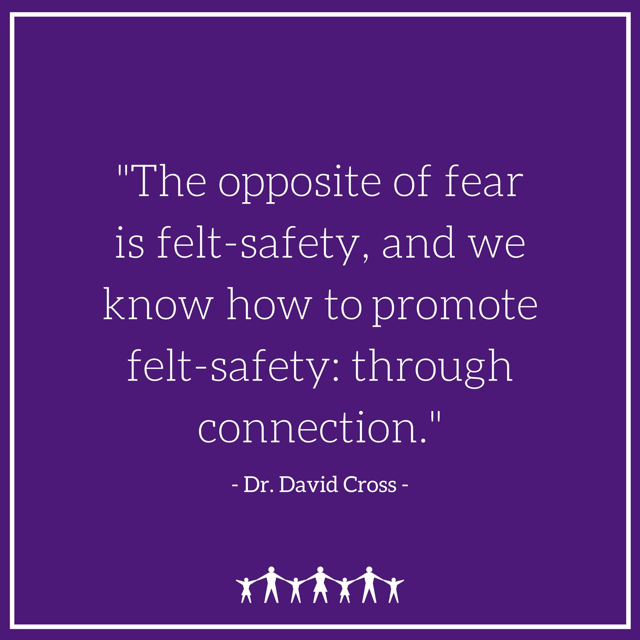 "The opposite of fear
is felt-safety, and we
know how to promote
felt-safety: through
connection."
- Dr. David Cross -